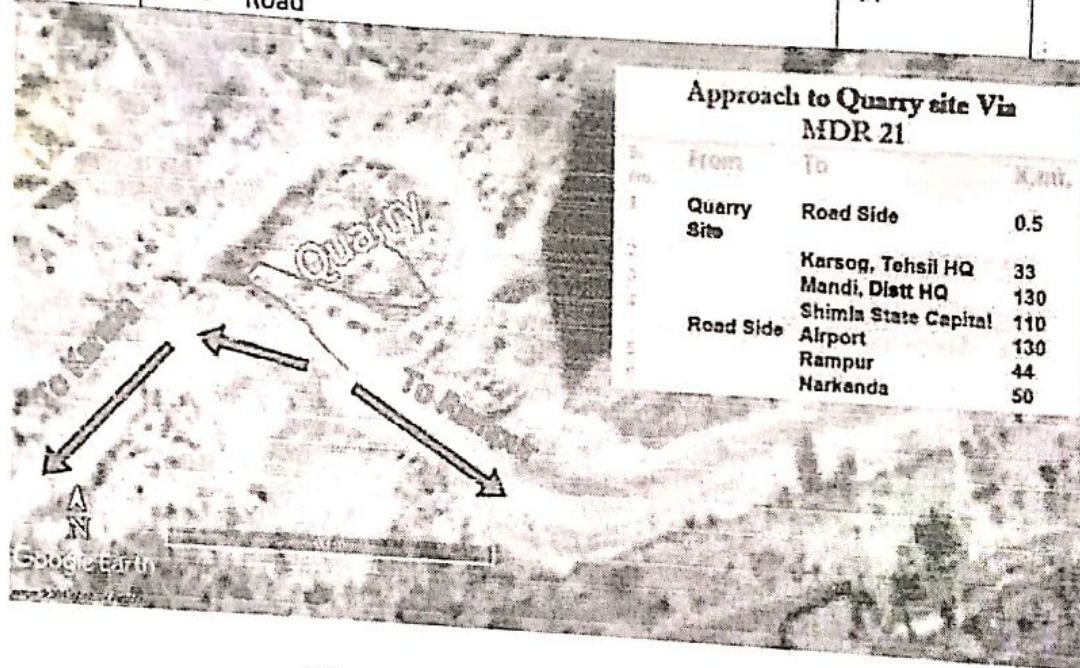 Road
Approach to Quarry site Via
MDR 21
From To K.mt.
Quarry
Site
Road Side 0.5
Karsog, Tehsil HQ 33
Mandi, Distt HQ 130
Shimla State Capital 110
Road Side Airport 130
Rampur 44
Narkanda 50
Quarry
To
To
N
Google Earth